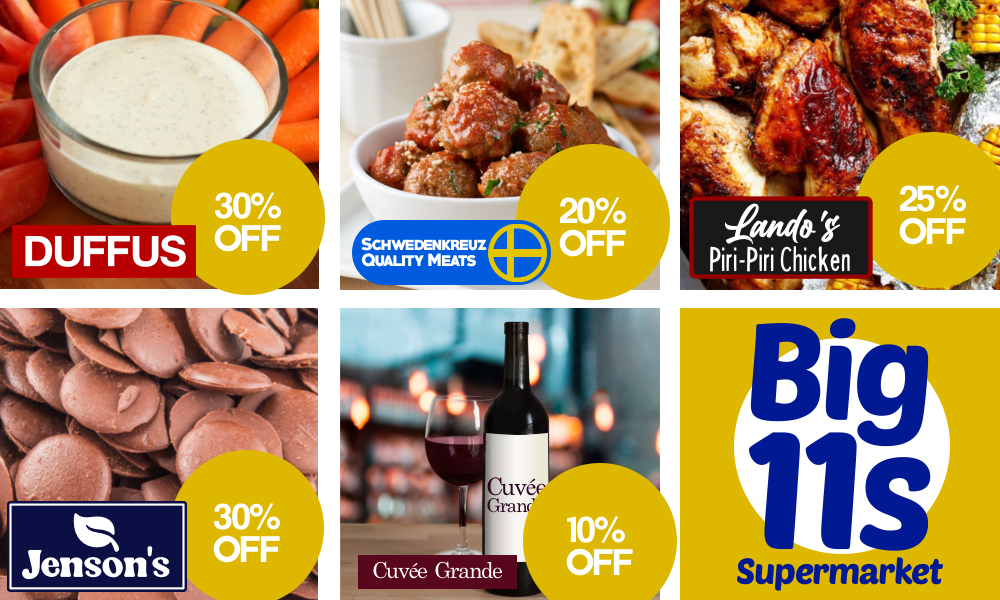 30%
OFF
DUFFUS
20%
OFF
SCHWEDENKREUZ
QUALITY MEATS
25%
OFF
Lando's
Piri-Piri Chicken
30%
OFF
Jenson's
Cuvée
Grand
10%
OFF
Cuvée Grande
Big
11s
Supermarket